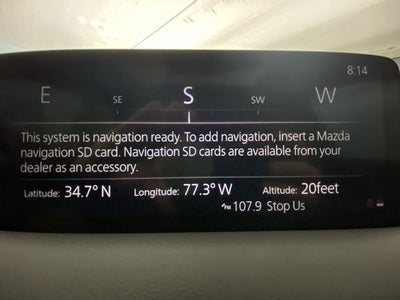 8:14
E SE S SW W
This system is navigation ready. To add navigation, insert a Mazda
navigation SD card. Navigation SD cards are available from your
dealer as an accessory.
Latitude: 34.7° N Longitude: 77.3° W Altitude: 20feet
FM 107.9 Stop Us